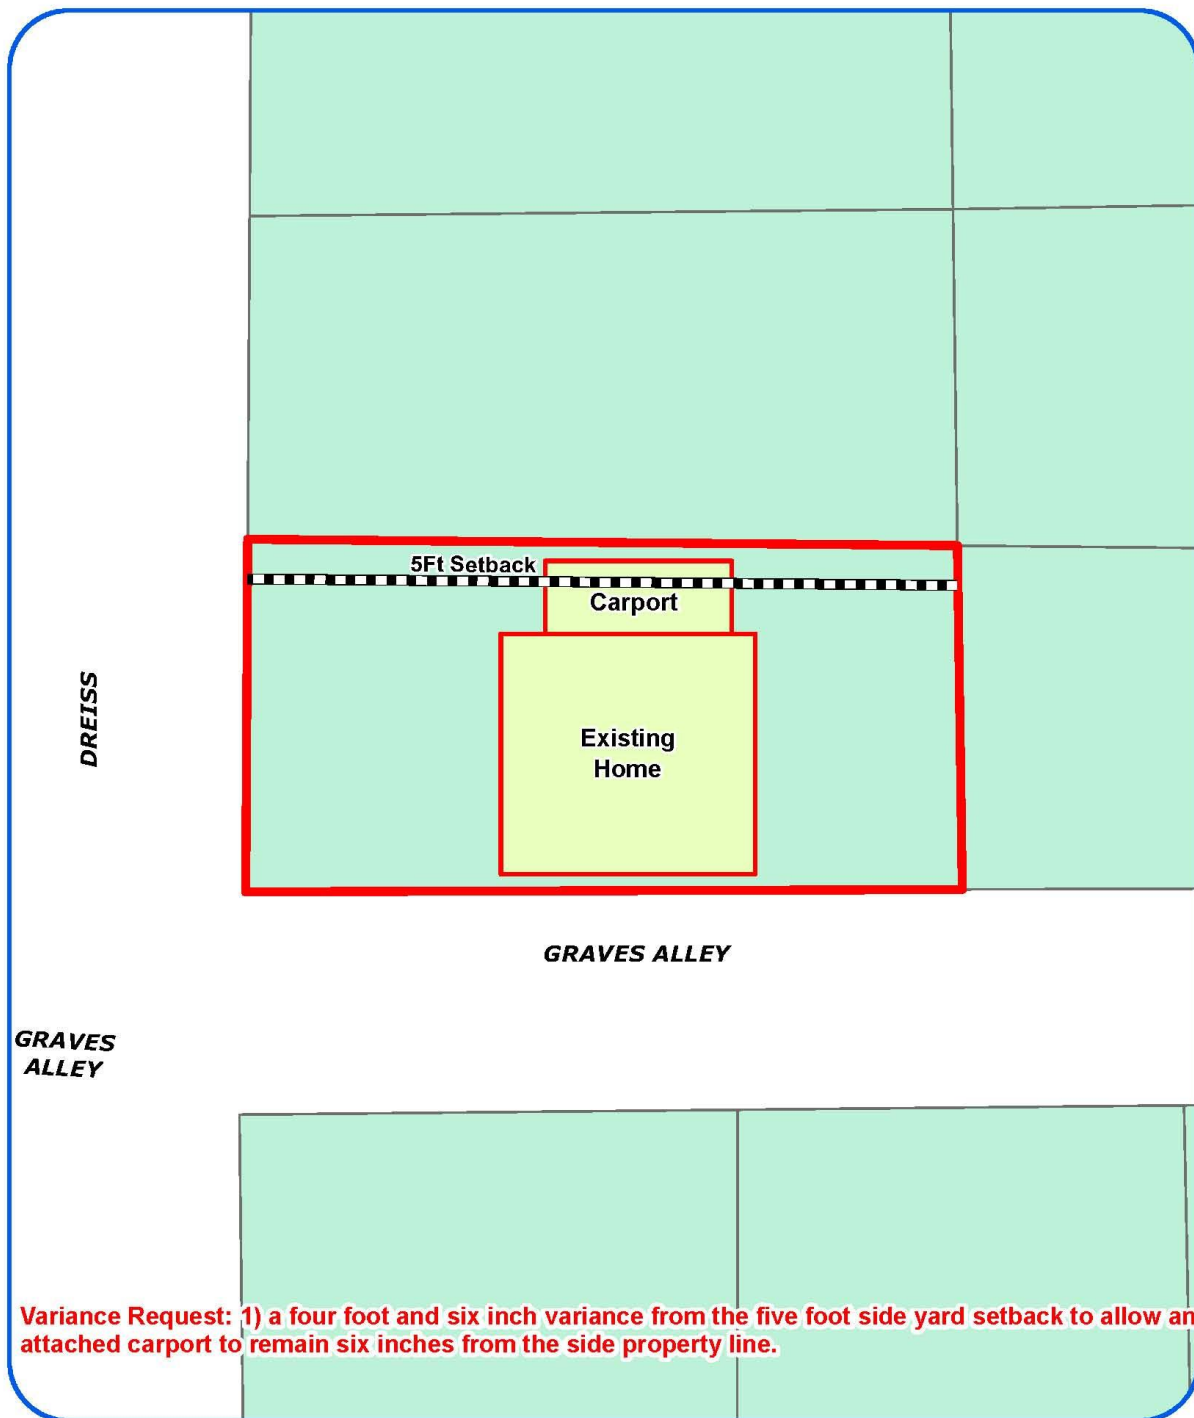 5Ft Setback
Carport
Existing
Home
DREISS
GRAVES ALLEY
GRAVES
ALLEY
Variance Request: 1) a four foot and six inch variance from the five foot side yard setback to allow an
attached carport to remain six inches from the side property line.